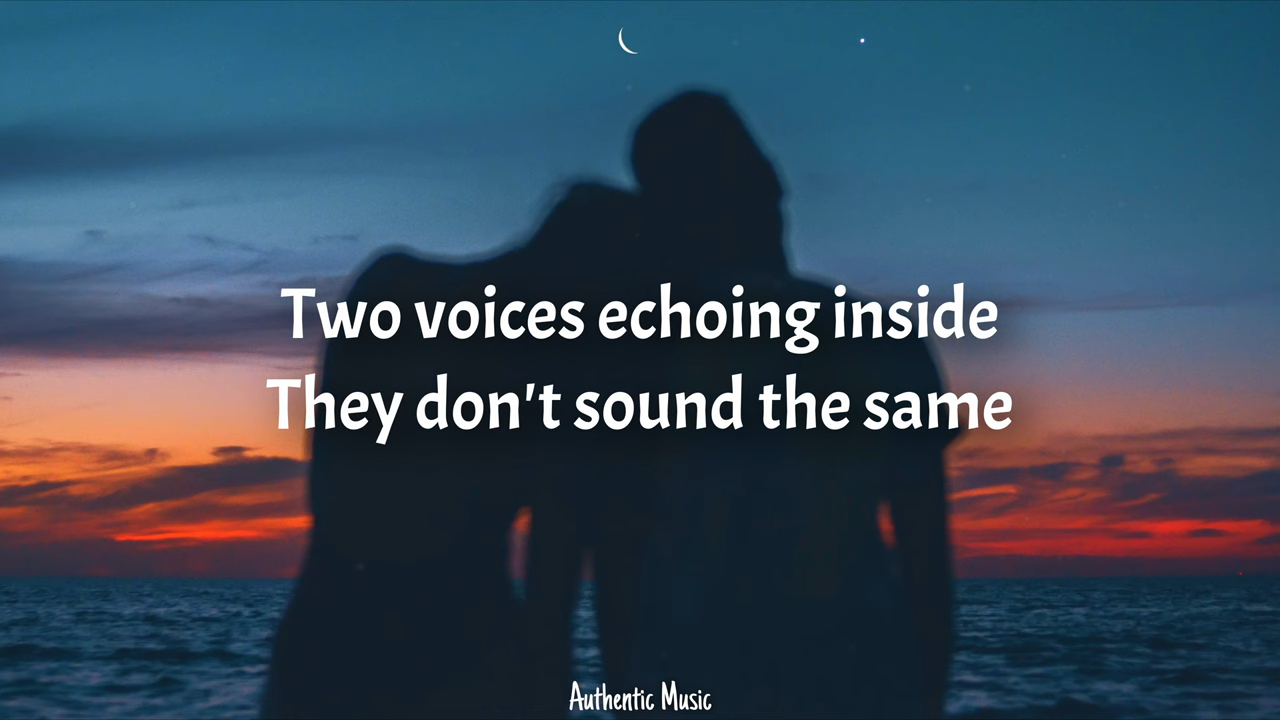 Two voices echoing inside
They don't sound the same
Authentic Music